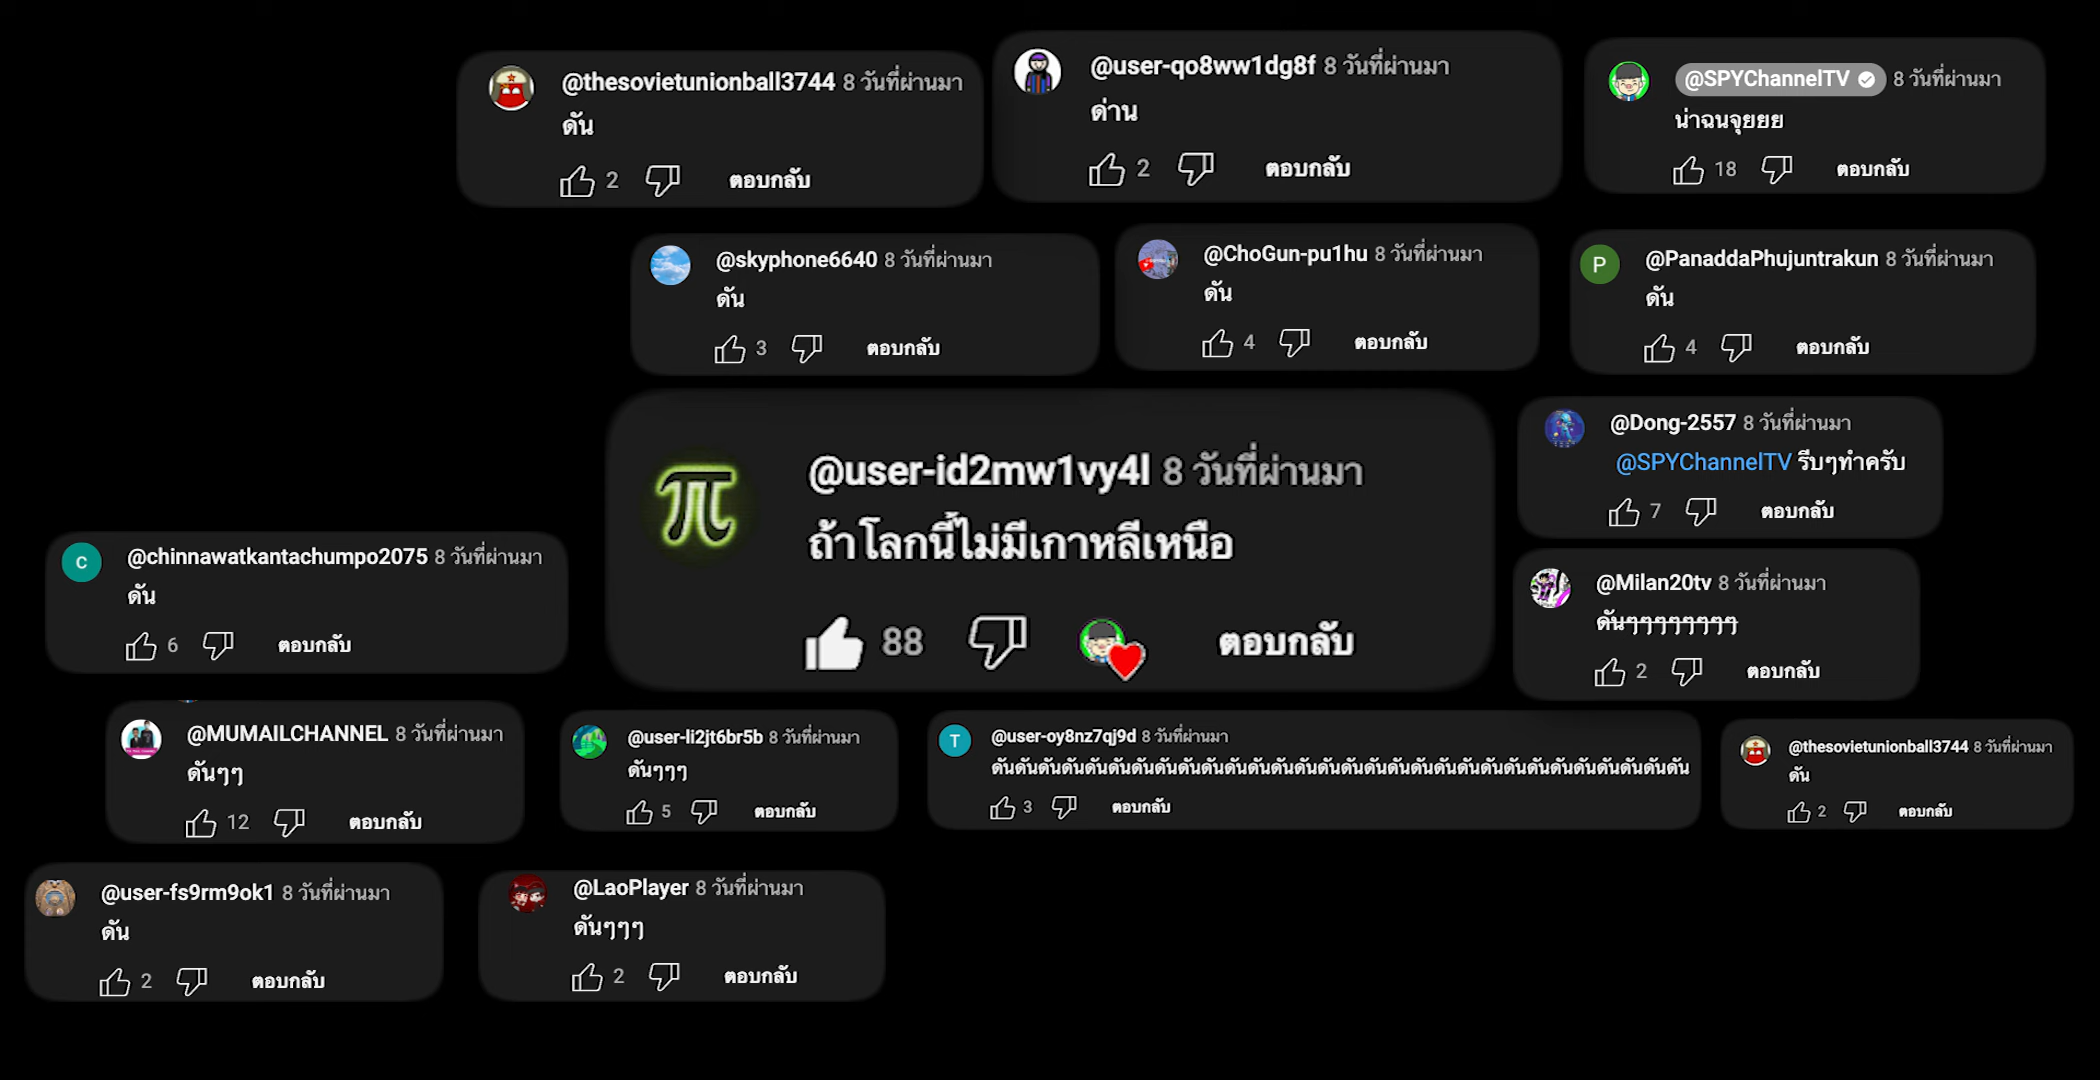 @thesovietunionball3744 8 วันที่ผ่านมา
ดัน
2 ตอบกลับ
@user-qo8ww1dg8f 8 วันที่ผ่านมา
ด่าน
2 ตอบกลับ
@SPYChannelTV 8 วันที่ผ่านมา
น่าฉนจุยยย
18 ตอบกลับ
@skyphone6640 8 วันที่ผ่านมา
ดัน
3 ตอบกลับ
@ChoGun-pu1hu 8 วันที่ผ่านมา
ดัน
4 ตอบกลับ
P
@PanaddaPhujuntrakun 8 วันที่ผ่านมา
ดัน
4 ตอบกลับ
π
@user-id2mw1vy4l 8 วันที่ผ่านมา
ถ้าโลกนี้ไม่มีเกาหลีเหนือ
88 ตอบกลับ
@Dong-2557 8 วันที่ผ่านมา
@SPYChannelTV รีบๆทำครับ
7 ตอบกลับ
C
@chinnawatkantachumpo2075 8 วันที่ผ่านมา
ดัน
6 ตอบกลับ
@Milan20tv 8 วันที่ผ่านมา
ดันๆๆๆๆๆๆๆๆๆ
2 ตอบกลับ
@MUMAILCHANNEL 8 วันที่ผ่านมา
ดันๆๆ
12 ตอบกลับ
@user-li2jt6br5b 8 วันที่ผ่านมา
ดันๆๆๆ
5 ตอบกลับ
T
@user-oy8nz7qj9d 8 วันที่ผ่านมา
ดันดันดันดันดันดันดันดันดันดันดันดันดันดันดันดันดันดันดันดันดันดันดันดันดันดันดันดันดันดัน
3 ตอบกลับ
@thesovietunionball3744 8 วันที่ผ่านมา
ดัน
2 ตอบกลับ
@user-fs9rm9ok1 8 วันที่ผ่านมา
ดัน
2 ตอบกลับ
@LaoPlayer 8 วันที่ผ่านมา
ดันๆๆๆ
2 ตอบกลับ